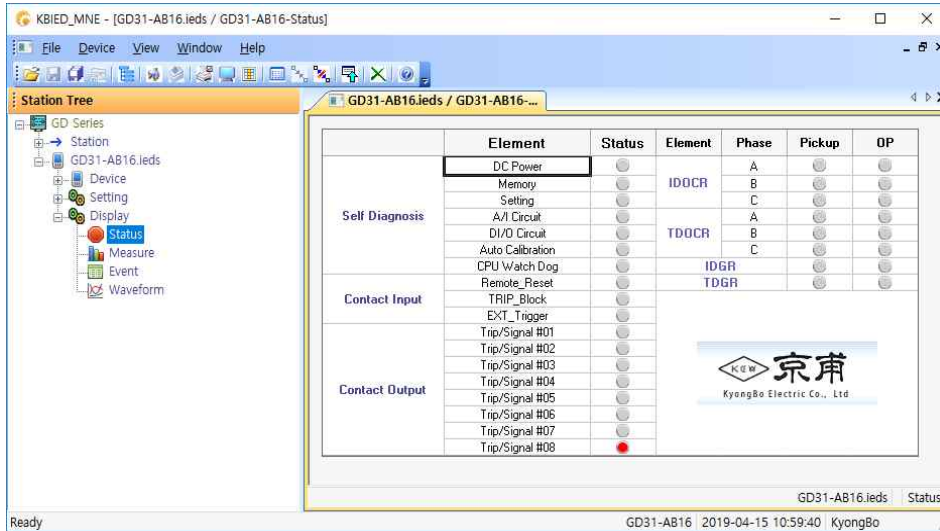 KBIED_MNE - [GD31-AB16.ieds / GD31-AB16-Status]
File Device View Window Help
Station Tree
GD Series
Station
GD31-AB16.ieds
Device
Setting
Display
Status
Measure
Event
Waveform
GD31-AB16.ieds / GD31-AB16-...
Element Status Element Phase Pickup OP
Self Diagnosis
DC Power
Memory
Setting
A/I Circuit
DI/O Circuit
Auto Calibration
CPU Watch Dog
Contact Input
Remote_Reset
TRIP_Block
EXT_Trigger
Contact Output
Trip/Signal #01
Trip/Signal #02
Trip/Signal #03
Trip/Signal #04
Trip/Signal #05
Trip/Signal #06
Trip/Signal #07
Trip/Signal #08
IDOCR
A
B
C
TDOCR
A
B
C
IDGR
TDGR
京甫
KyongBo Electric Co., Ltd
GD31-AB16.ieds Status
Ready GD31-AB16 2019-04-15 10:59:40 KyongBo